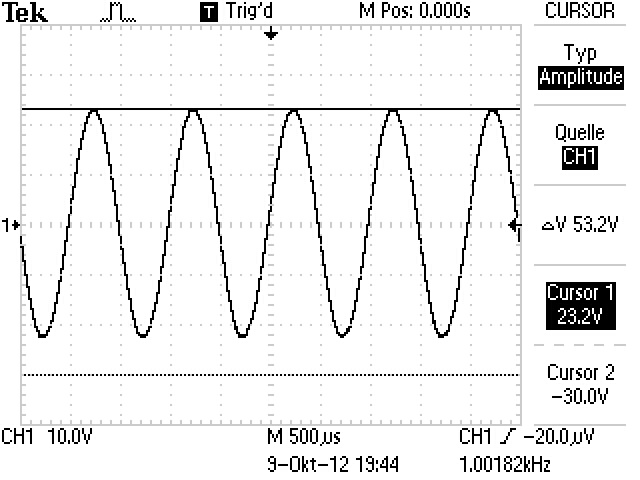 Tek T Trig'd M Pos: 0.000s CURSOR
Typ
Amplitude
Quelle
CH1
1
△V 53.2V
Cursor 1
23.2V
Cursor 2
-30.0V
CH1 10.0V M 500µs CH1 -20.0µV
9-Okt-12 19:44 1.00182kHz